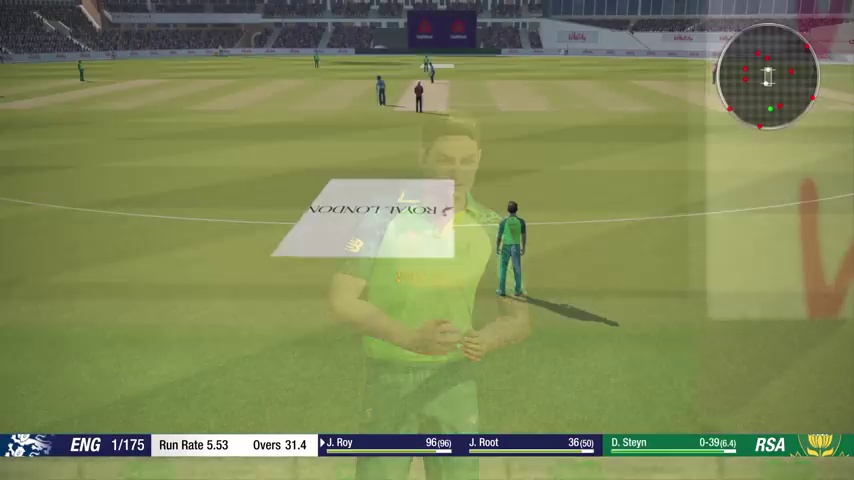 ROYAL LONDON
ENG 1/175 Run Rate 5.53 Overs 31.4 J. Roy 96(96) J. Root 36(50) D. Steyn 0-39(6.4) RSA